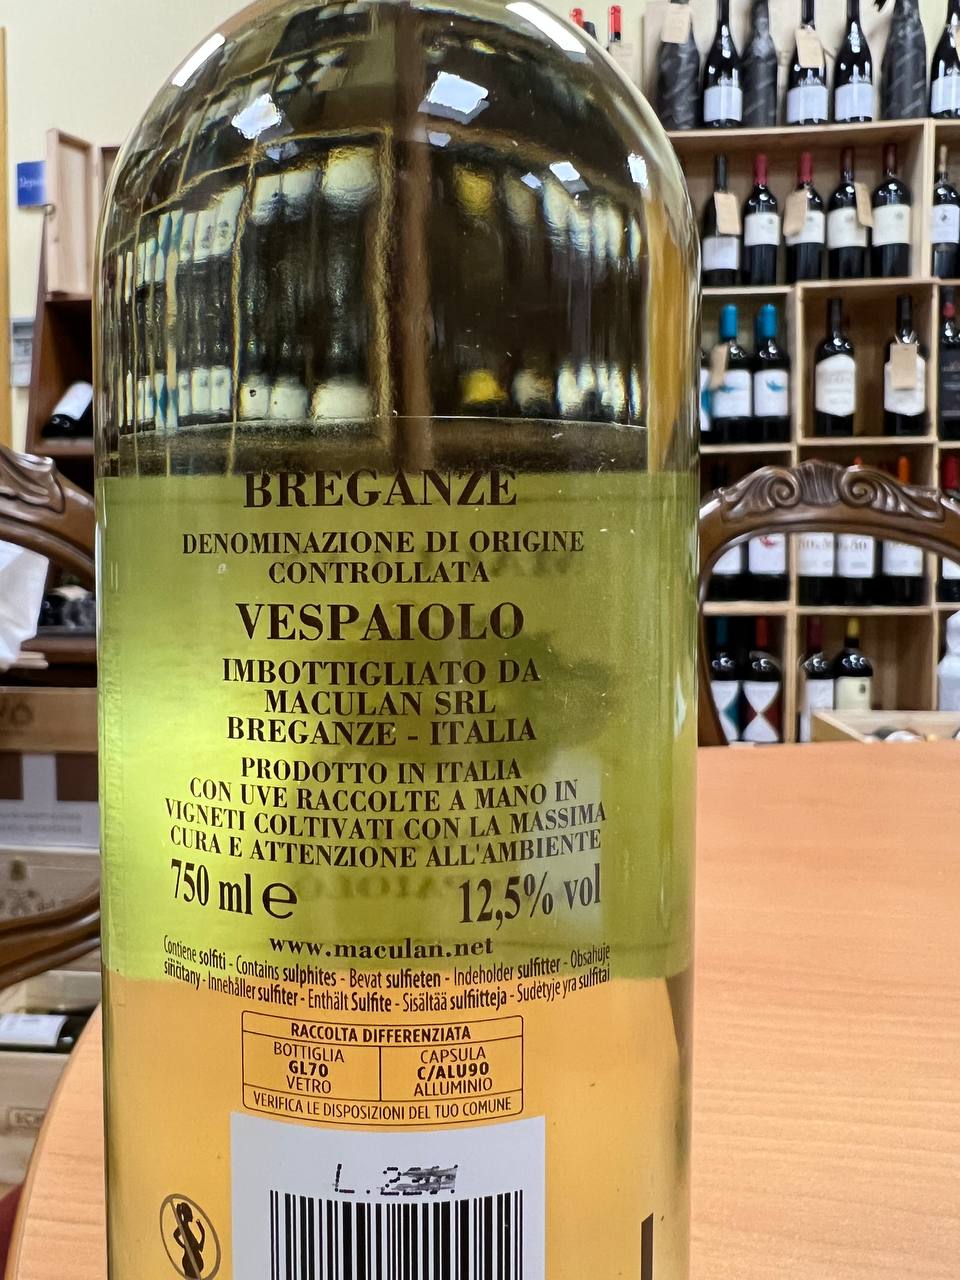 BREGANZE
DENOMINAZIONE DI ORIGINE
CONTROLLATA
VESPAIOLO
IMBOTTIGLIATO DA
MACULAN SRL
BREGANZE - ITALIA
PRODOTTO IN ITALIA
CON UVE RACCOLTE A MANO IN
VIGNETI COLTIVATI CON LA MASSIMA
CURA E ATTENZIONE ALL'AMBIENTE
750 ml e 12,5% vol
www.maculan.net
Contiene solfiti - Contains sulphites - Bevat sulfieten - Indeholder sulfitter - Obsahuje
siřičitany - Innehåller sulfiter - Enthält Sulfite - Sisältää sulfiitteja - Sudėtyje yra sulfitai
RACCOLTA DIFFERENZIATA
BOTTIGLIA CAPSULA
GL70 C/ALU90
VETRO ALLUMINIO
VERIFICA LE DISPOSIZIONI DEL TUO COMUNE